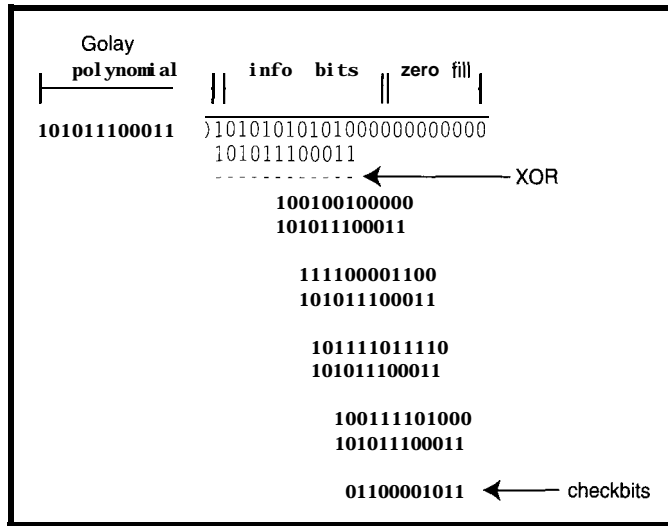 Golay
polynomial info bits zero fill
101011100011 )10101010101000000000000
101011100011
- - - - - - - - - - - - XOR
100100100000
101011100011
111100001100
101011100011
101111011110
101011100011
100111101000
101011100011
01100001011 checkbits